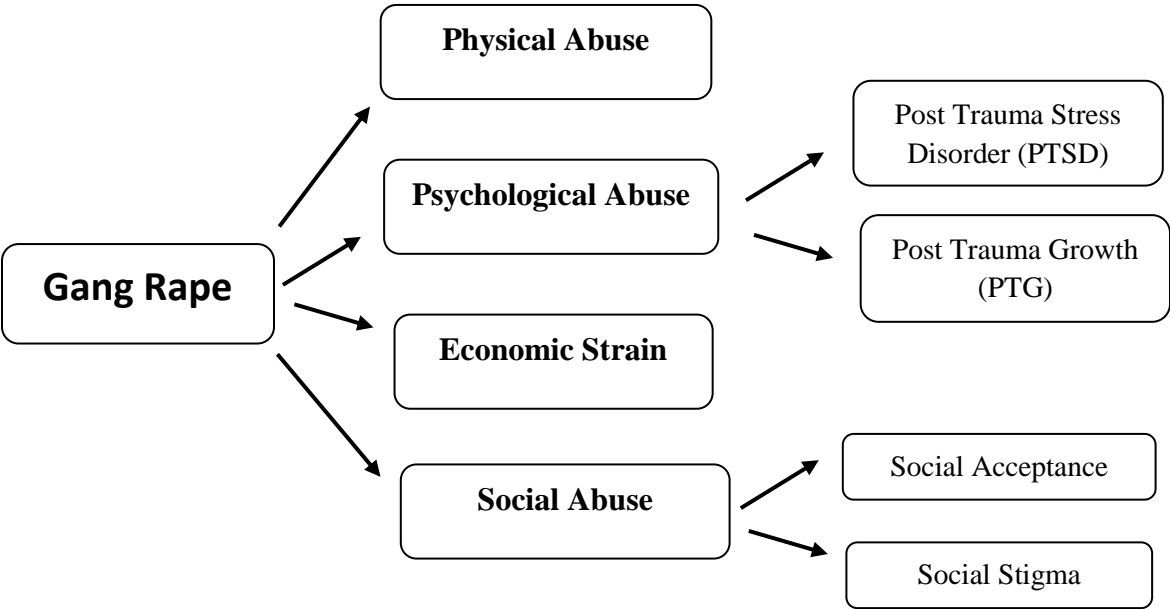 Physical Abuse
Post Trauma Stress
Disorder (PTSD)
Psychological Abuse
Post Trauma Growth
(PTG)
Gang Rape
Economic Strain
Social Acceptance
Social Abuse
Social Stigma